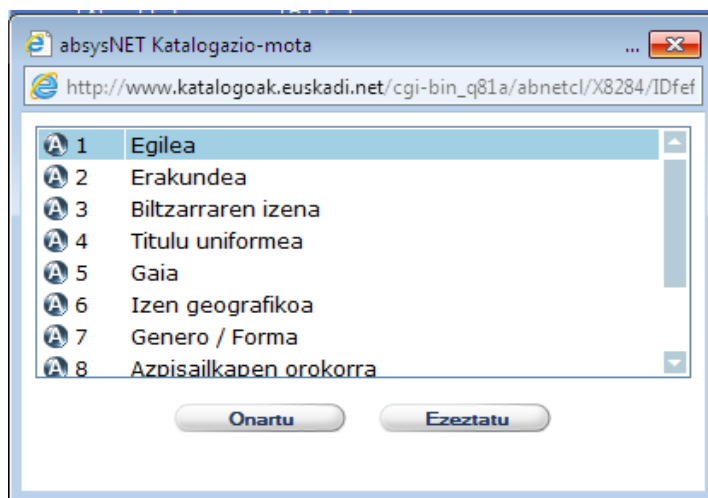 absysNET Katalogazio-mota ...
http://www.katalogoak.euskadi.net/cgi-bin_q81a/abnetcl/X8284/IDfef
A 1 Egilea
A 2 Erakundea
A 3 Biltzarraren izena
A 4 Titulu uniformea
A 5 Gaia
A 6 Izen geografikoa
A 7 Genero / Forma
A 8 Azpisailkapen orokorra
Onartu Ezeztatu